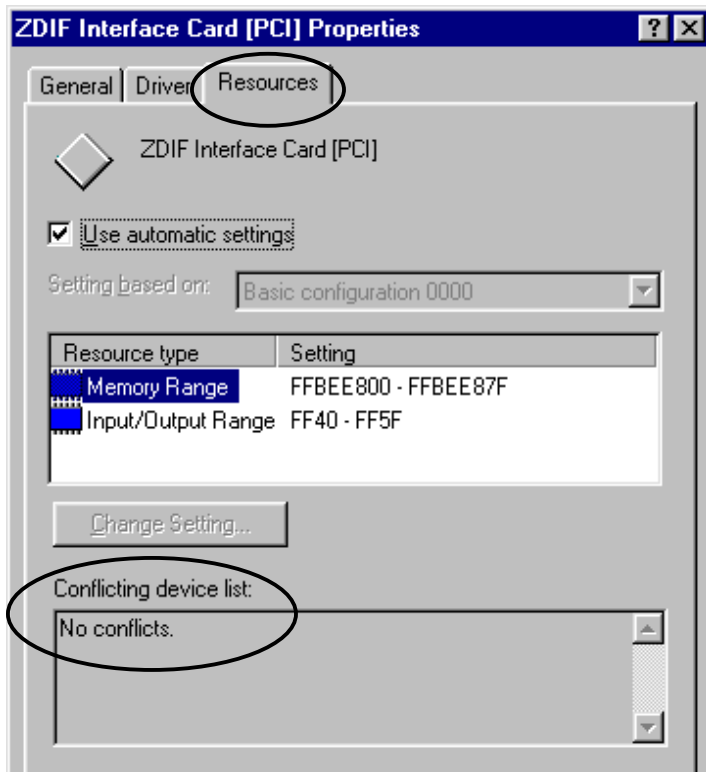 ZDIF Interface Card [PCI] Properties
General Driver Resources
ZDIF Interface Card [PCI]
Use automatic settings
Setting based on: Basic configuration 0000
Resource type Setting
Memory Range FFBEE800 - FFBEE87F
Input/Output Range FF40 - FF5F
Change Setting...
Conflicting device list:
No conflicts.